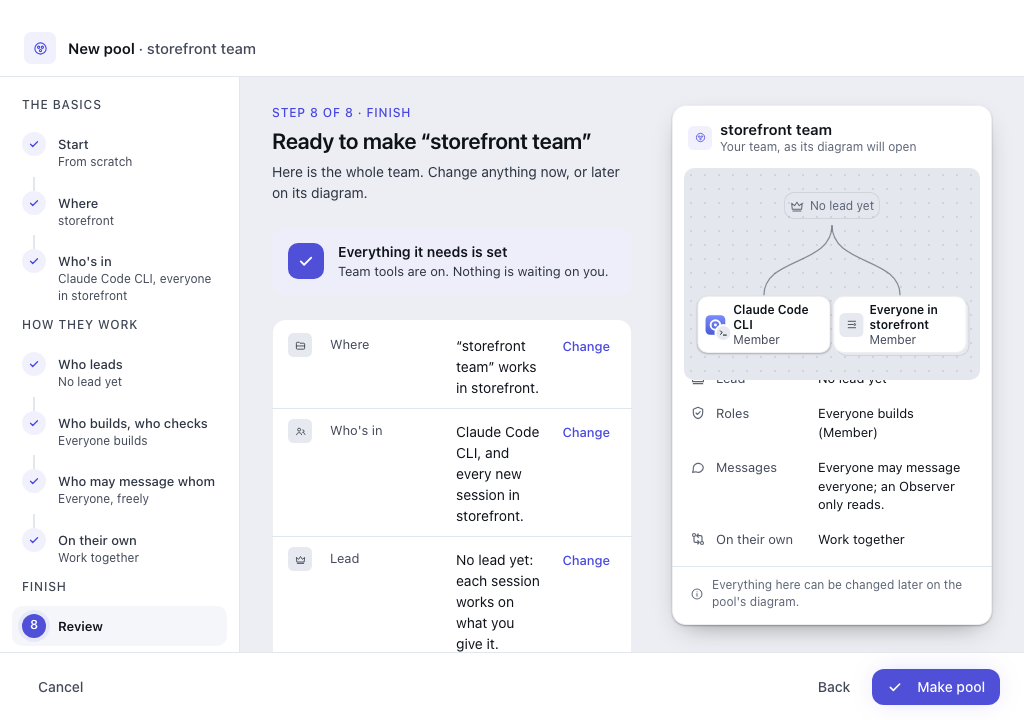 New pool · storefront team
THE BASICS
Start
From scratch
Where
storefront
Who's in
Claude Code CLI, everyone
in storefront
HOW THEY WORK
Who leads
No lead yet
Who builds, who checks
Everyone builds
Who may message whom
Everyone, freely
On their own
Work together
FINISH
8
Review
STEP 8 OF 8 · FINISH
Ready to make “storefront team”
Here is the whole team. Change anything now, or later
on its diagram.
Everything it needs is set
Team tools are on. Nothing is waiting on you.
Where
“storefront
team” works
in storefront.
Change
Who's in
Claude Code
CLI, and
every new
session in
storefront.
Change
Lead
No lead yet:
each session
works on
what you
give it.
Change
storefront team
Your team, as its diagram will open
No lead yet
Claude Code
CLI
Member
Everyone in
storefront
Member
Lead
No lead yet
Roles
Everyone builds
(Member)
Messages
Everyone may message
everyone; an Observer
only reads.
On their own
Work together
Everything here can be changed later on the
pool's diagram.
Cancel
Back
Make pool